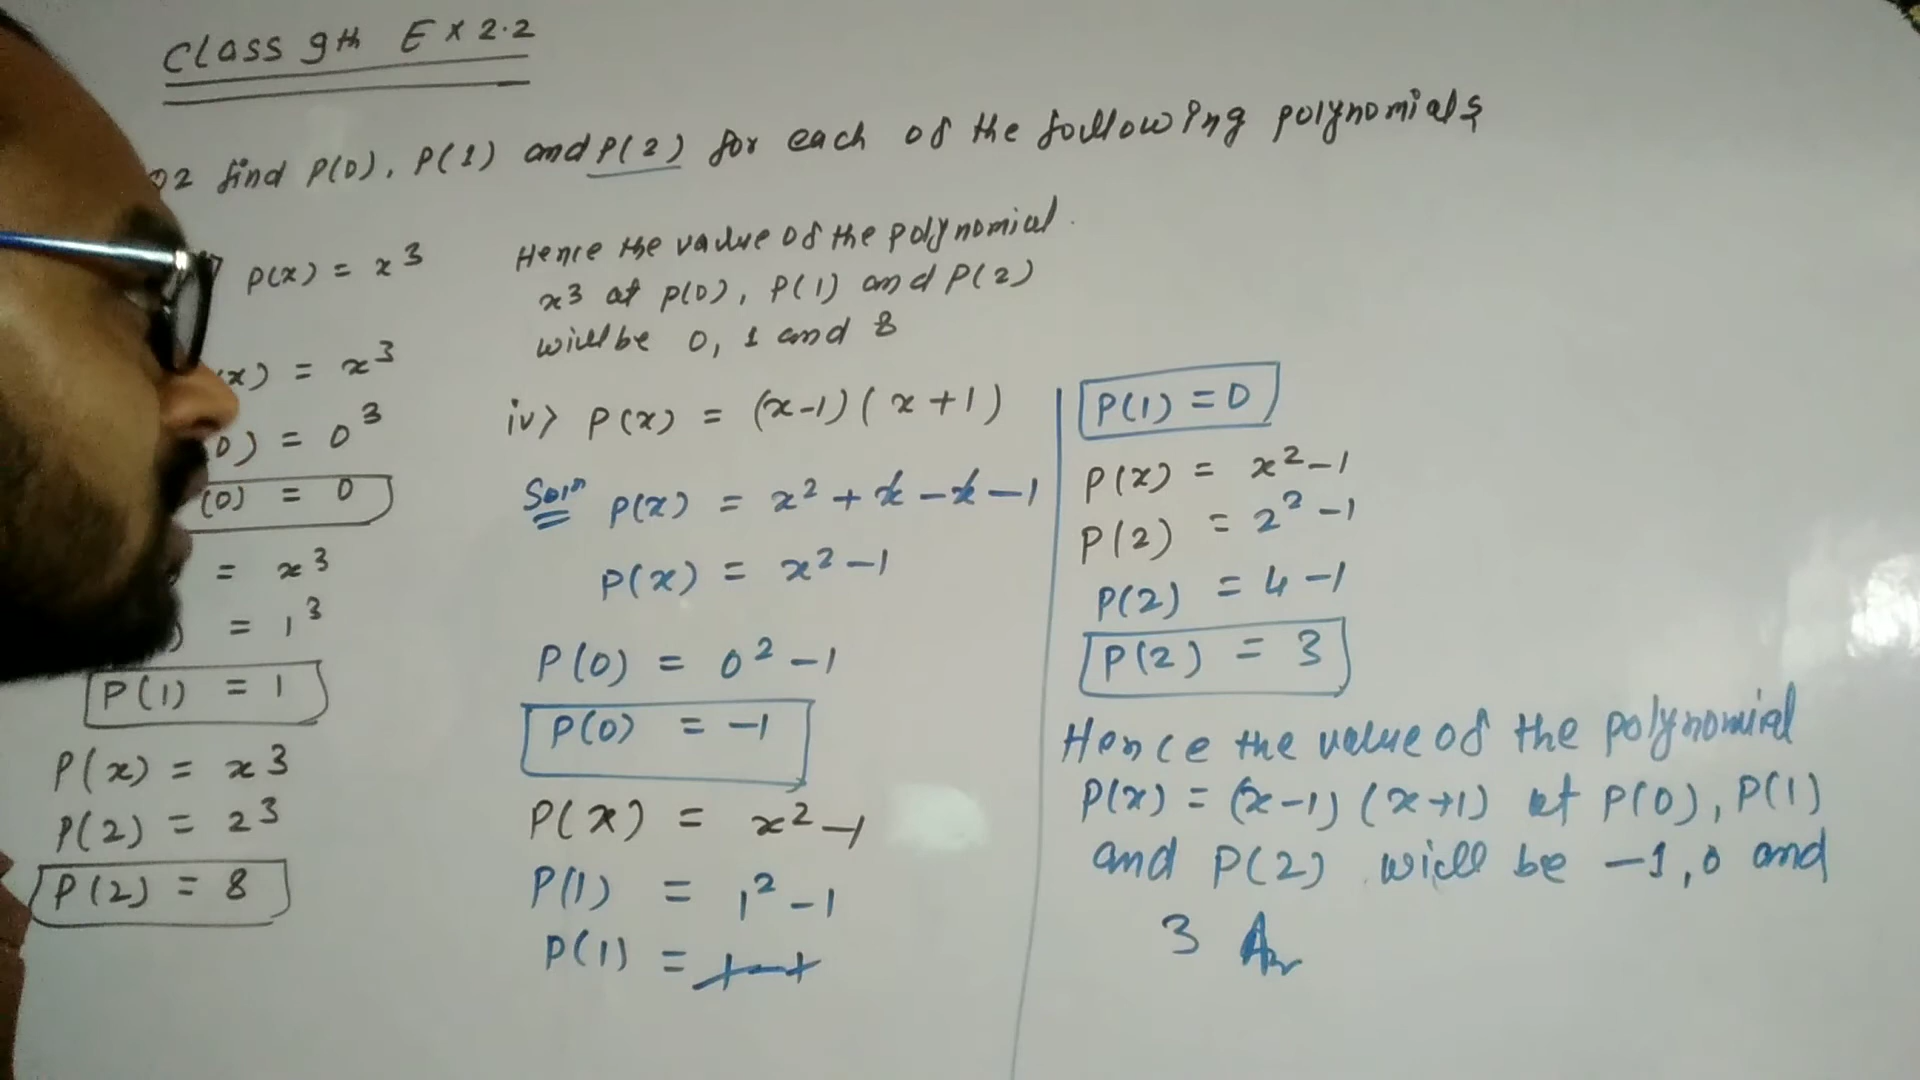 Class 9th Ex 2.2
Q2 find P(0), P(1) and P(2) for each of the following polynomials
P(x) = x³
(x) = x³
0) = 0³
(0) = 0
= x³
) = 1³
P(1) = 1
P(x) = x³
P(2) = 2³
P(2) = 8
Hence the value of the polynomial.
x³ at P(0), P(1) and P(2)
will be 0, 1 and 8
iv> P(x) = (x-1)(x+1)
Soln P(x) = x² + x - x - 1
P(x) = x² - 1
P(0) = 0² - 1
P(0) = -1
P(x) = x² - 1
P(1) = 1² - 1
P(1) = 1 - 1
P(1) = 0
P(x) = x² - 1
P(2) = 2² - 1
P(2) = 4 - 1
P(2) = 3
Hence the value of the polynomial
P(x) = (x-1) (x+1) at P(0), P(1)
and P(2) will be -1, 0 and
3